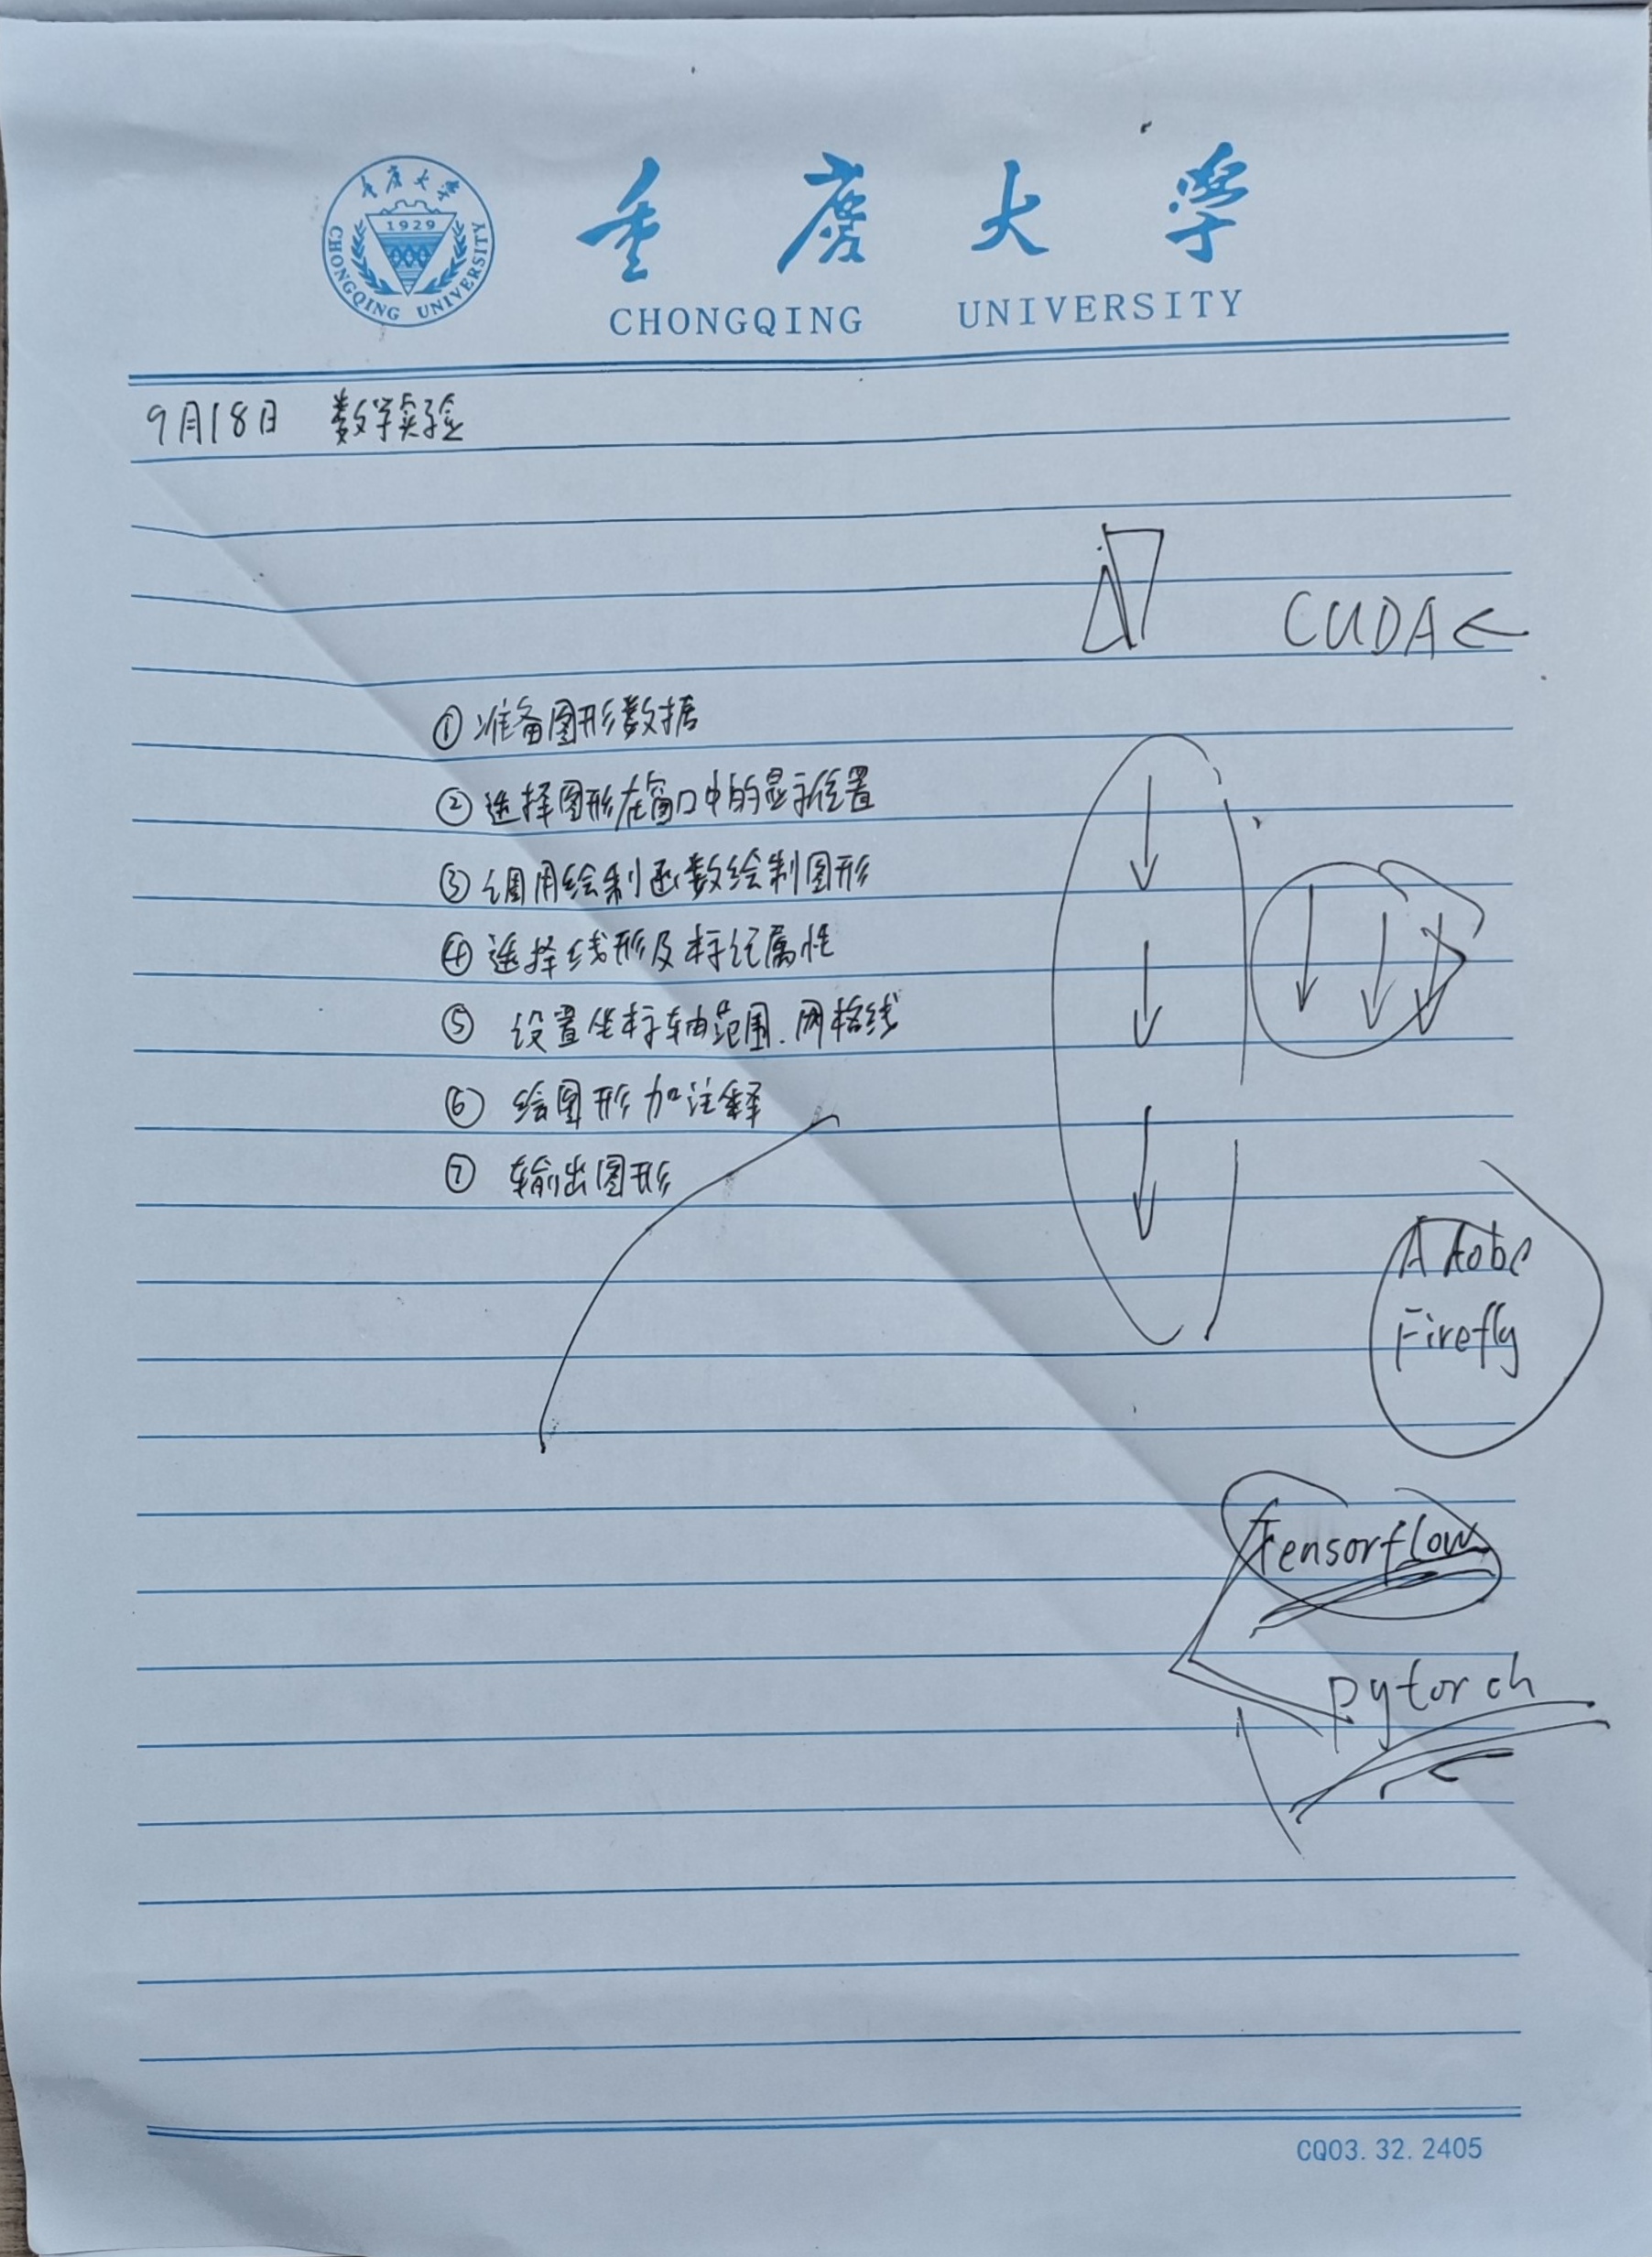 重庆大学
1929
CHONGQING UNIVERSITY
重庆大学
CHONGQING UNIVERSITY
9月18日 数学实验
CUDA
①准备图形数据
②选择图形在窗口中的显示位置
③调用绘制函数绘制图形
④选择线形及标记属性
⑤ 设置坐标轴范围.网格线
⑥ 绘图形加注释
⑦ 输出图形
Adobe
Firefly
Tensorflow
pytorch
CQ03.32.2405